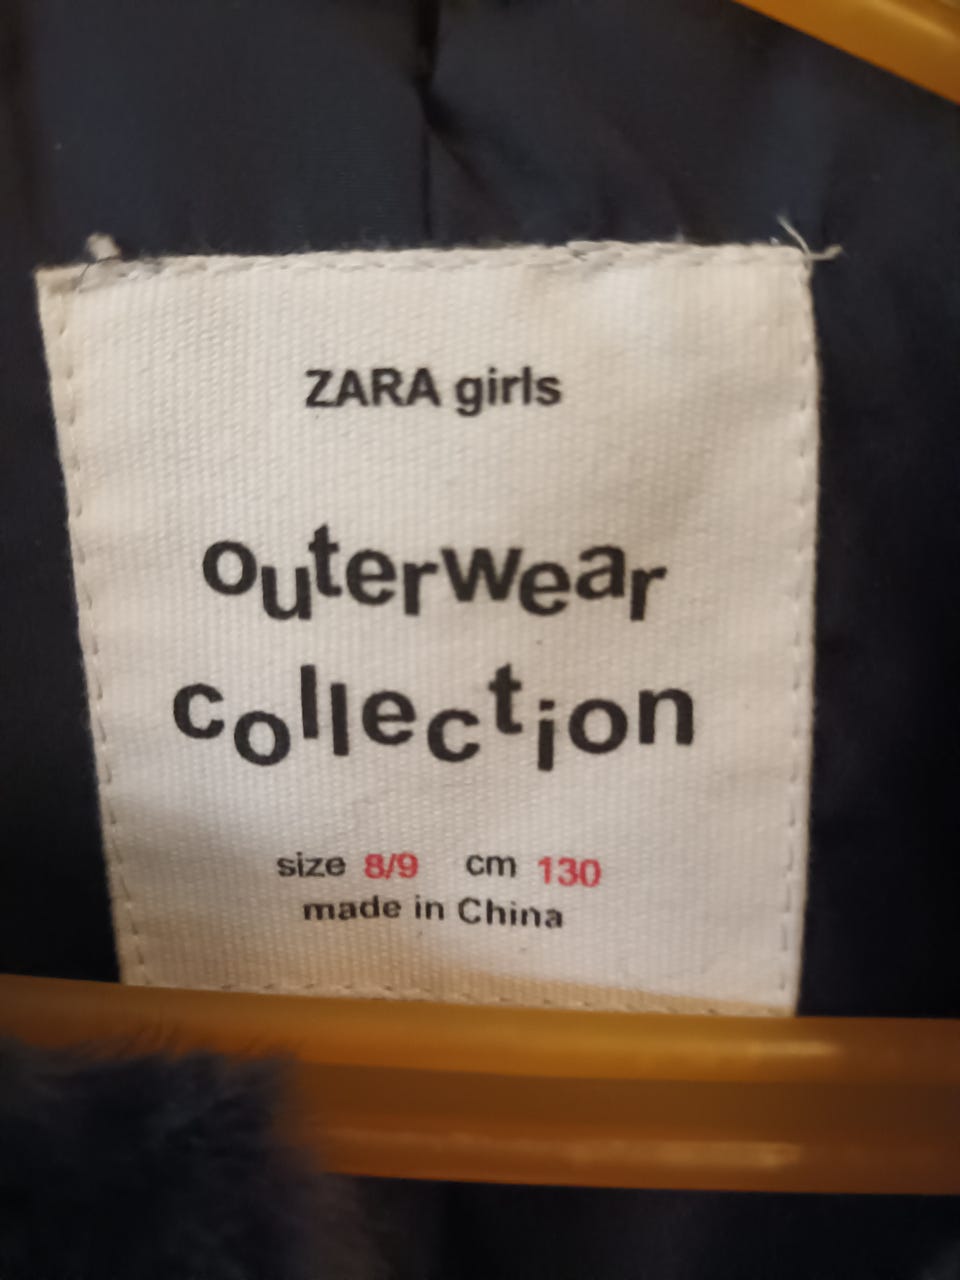 ZARA girls
outerwear
collection
size 8/9 cm 130
made in China